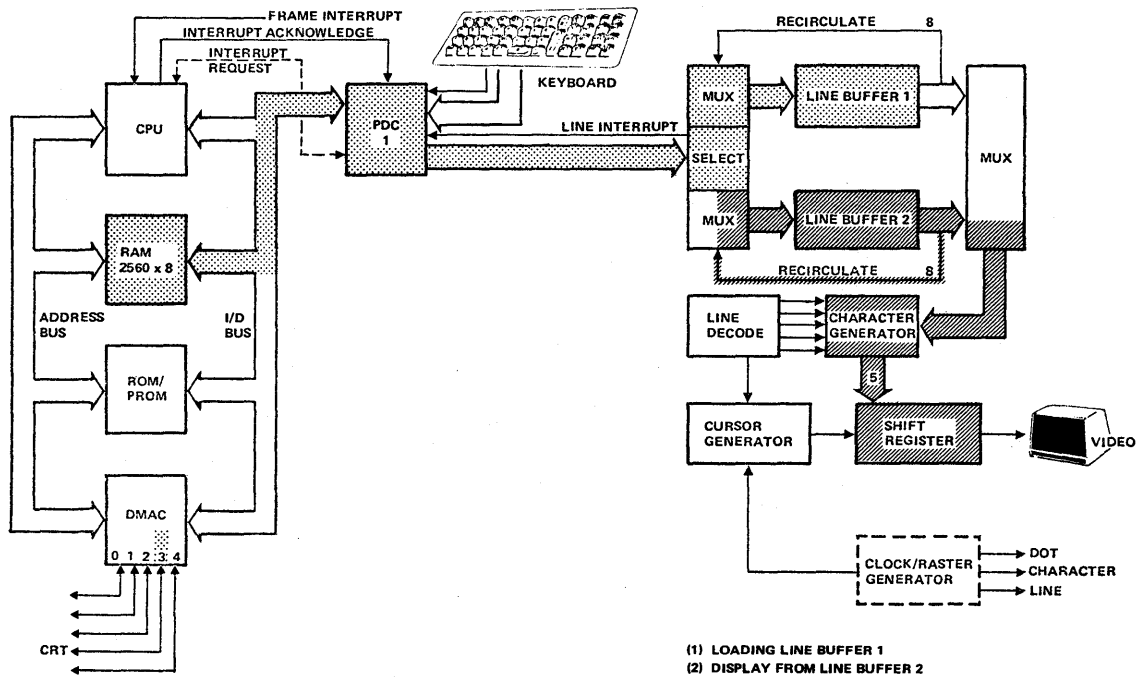 FRAME INTERRUPT
INTERRUPT ACKNOWLEDGE
INTERRUPT
REQUEST
KEYBOARD
RECIRCULATE 8
CPU
PDC
1
LINE INTERRUPT
MUX
SELECT
MUX
LINE BUFFER 1
LINE BUFFER 2
MUX
RECIRCULATE 8
RAM
2560 x 8
ADDRESS
BUS
I/D
BUS
ROM/
PROM
DMAC
0 1 2 3 4
CRT
LINE
DECODE
CHARACTER
GENERATOR
5
CURSOR
GENERATOR
SHIFT
REGISTER
VIDEO
CLOCK/RASTER
GENERATOR
DOT
CHARACTER
LINE
(1) LOADING LINE BUFFER 1
(2) DISPLAY FROM LINE BUFFER 2